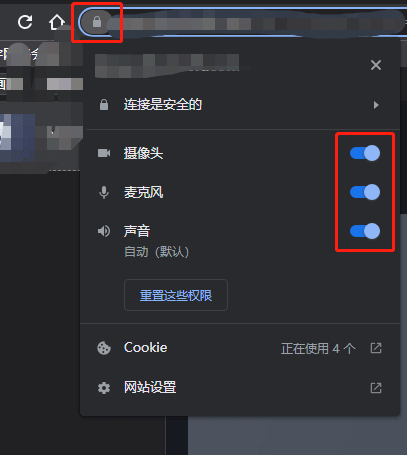 连接是安全的
摄像头
麦克风
声音
自动（默认）
重置这些权限
Cookie
正在使用 4 个
网站设置